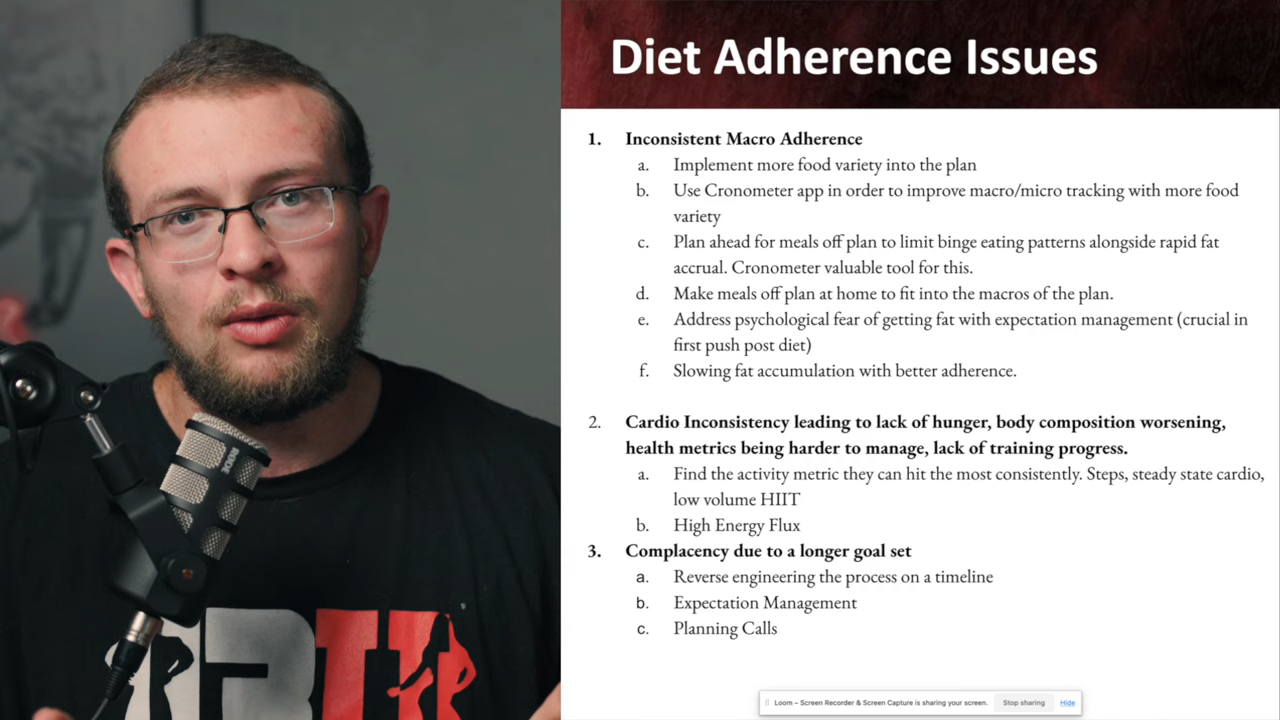 Diet Adherence Issues
1. Inconsistent Macro Adherence
a. Implement more food variety into the plan
b. Use Cronometer app in order to improve macro/micro tracking with more food
variety
c. Plan ahead for meals off plan to limit binge eating patterns alongside rapid fat
accrual. Cronometer valuable tool for this.
d. Make meals off plan at home to fit into the macros of the plan.
e. Address psychological fear of getting fat with expectation management (crucial in
first push post diet)
f. Slowing fat accumulation with better adherence.
2. Cardio Inconsistency leading to lack of hunger, body composition worsening,
health metrics being harder to manage, lack of training progress.
a. Find the activity metric they can hit the most consistently. Steps, steady state cardio,
low volume HIIT
b. High Energy Flux
3. Complacency due to a longer goal set
a. Reverse engineering the process on a timeline
b. Expectation Management
c. Planning Calls
Loom – Screen Recorder & Screen Capture is sharing your screen. Stop sharing Hide
RØDE